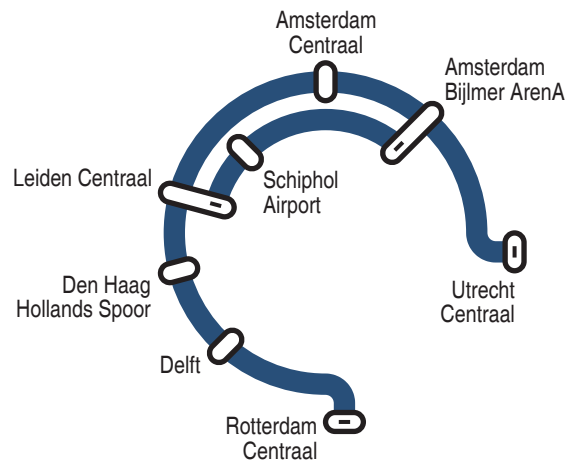 Amsterdam
Centraal
Amsterdam
Bijlmer ArenA
Leiden Centraal
Schiphol
Airport
Den Haag
Hollands Spoor
Utrecht
Centraal
Delft
Rotterdam
Centraal